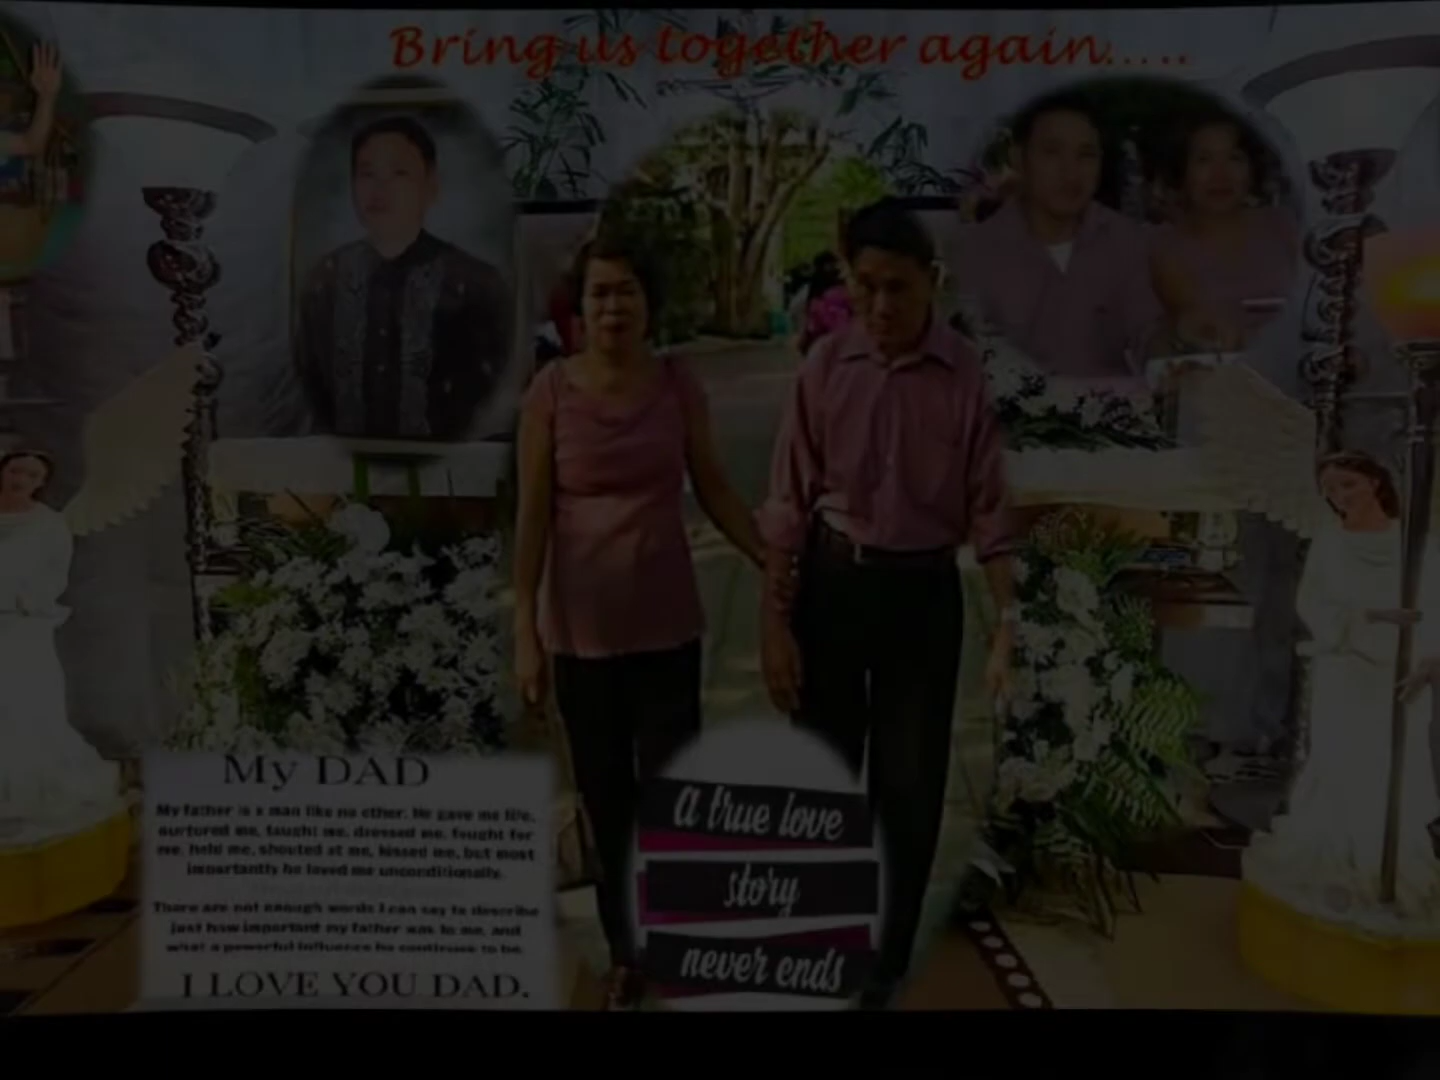 Bring us together again.....
My DAD
My father is a man like no other. He gave me life,
nurtured me, taught me, dressed me, fought for
me, held me, shouted at me, kissed me, but most
importantly he loved me unconditionally.
There are not enough words I can say to describe
just how important my father was to me, and
what a powerful influence he continues to be.
I LOVE YOU DAD.
a true love
story
never ends